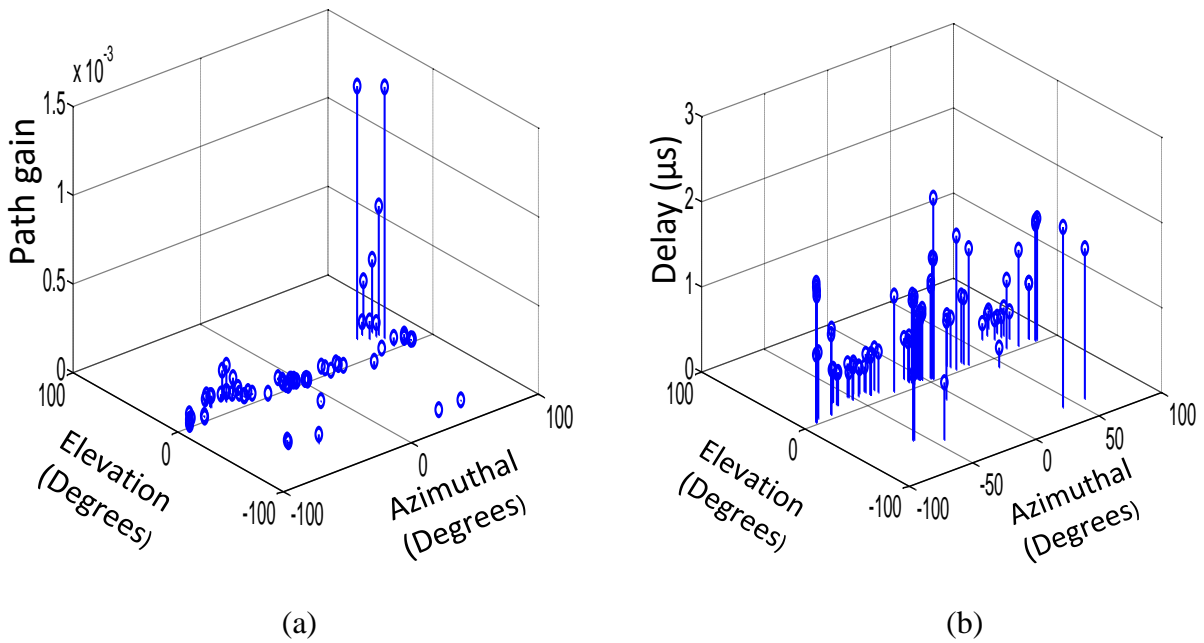 x 10^-3
1.5
1
0.5
0
100
0
-100
-100
0
100
Path gain
Elevation
(Degrees)
Azimuthal
(Degrees)
(a)
3
2
1
0
100
0
-100
-100
-50
0
50
100
Delay (µs)
Elevation
(Degrees)
Azimuthal
(Degrees)
(b)